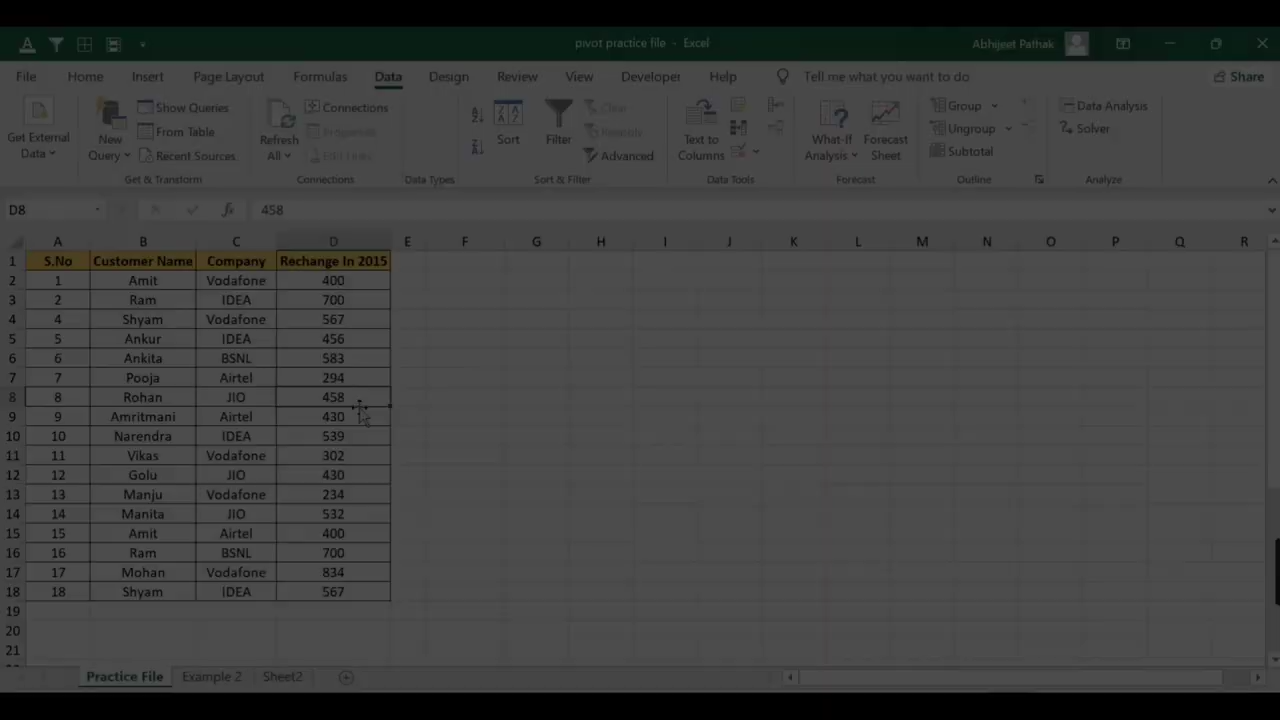 pivot practice file - Excel
Abhijeet Pathak
File Home Insert Page Layout Formulas Data Design Review View Developer Help Tell me what you want to do Share
Get External Data
New Query
Show Queries
From Table
Recent Sources
Get & Transform
Refresh All
Connections
Properties
Edit Links
Connections
Data Types
Sort
Filter
Clear
Reapply
Advanced
Sort & Filter
Text to Columns
Data Tools
What-If Analysis
Forecast Sheet
Forecast
Group
Ungroup
Subtotal
Outline
Data Analysis
Solver
Analyze
D8 fx 458
A B C D E F G H I J K L M N O P Q R
1 S.No Customer Name Company Rechange In 2015
2 1 Amit Vodafone 400
3 2 Ram IDEA 700
4 4 Shyam Vodafone 567
5 5 Ankur IDEA 456
6 6 Ankita BSNL 583
7 7 Pooja Airtel 294
8 8 Rohan JIO 458
9 9 Amritmani Airtel 430
10 10 Narendra IDEA 539
11 11 Vikas Vodafone 302
12 12 Golu JIO 430
13 13 Manju Vodafone 234
14 14 Manita JIO 532
15 15 Amit Airtel 400
16 16 Ram BSNL 700
17 17 Mohan Vodafone 834
18 18 Shyam IDEA 567
19
20
21
Practice File Example 2 Sheet2